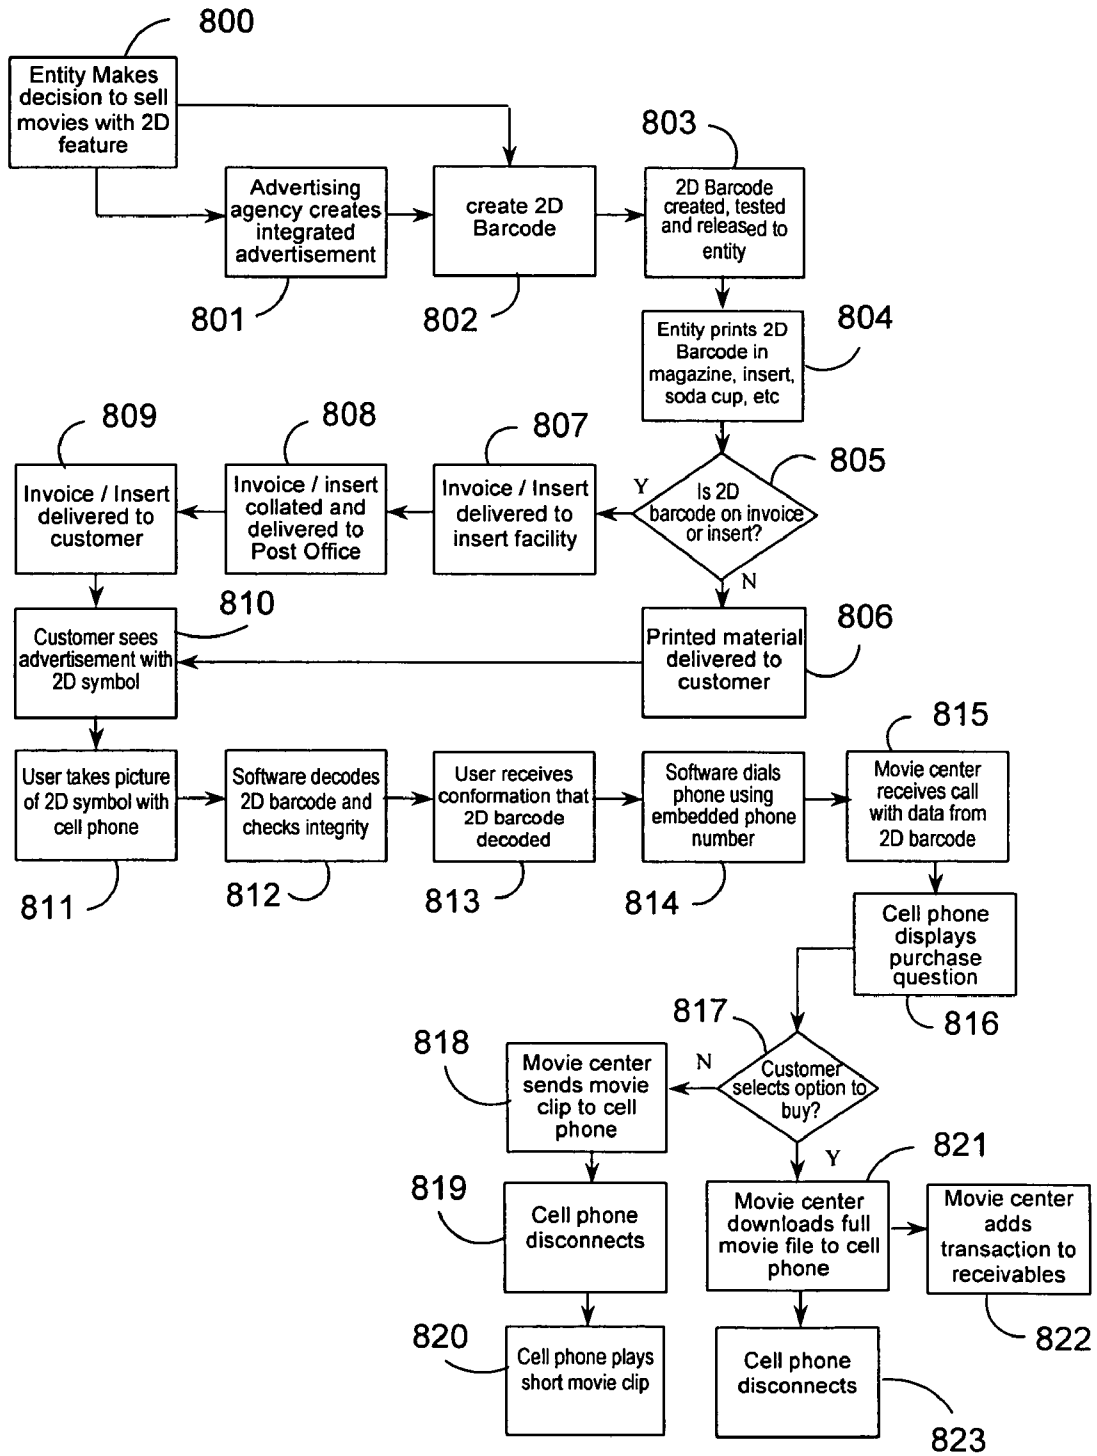 800
Entity Makes
decision to sell
movies with 2D
feature
803
Advertising
agency creates
integrated
advertisement
create 2D
Barcode
2D Barcode
created, tested
and released to
entity
801
802
804
Entity prints 2D
Barcode in
magazine, insert,
soda cup, etc
809
808
807
805
Invoice / Insert
delivered to
customer
Invoice / insert
collated and
delivered to
Post Office
Invoice / Insert
delivered to
insert facility
Y
Is 2D
barcode on invoice
or insert?
N
810
806
Customer sees
advertisement with
2D symbol
Printed material
delivered to
customer
815
User takes picture
of 2D symbol with
cell phone
Software decodes
2D barcode and
checks integrity
User receives
conformation that
2D barcode
decoded
Software dials
phone using
embedded phone
number
Movie center
receives call
with data from
2D barcode
811
812
813
814
Cell phone
displays
purchase
question
816
817
818
Movie center
sends movie
clip to cell
phone
N
Customer
selects option to
buy?
Y
821
819
Cell phone
disconnects
Movie center
downloads full
movie file to cell
phone
Movie center
adds
transaction to
receivables
820
822
Cell phone plays
short movie clip
Cell phone
disconnects
823